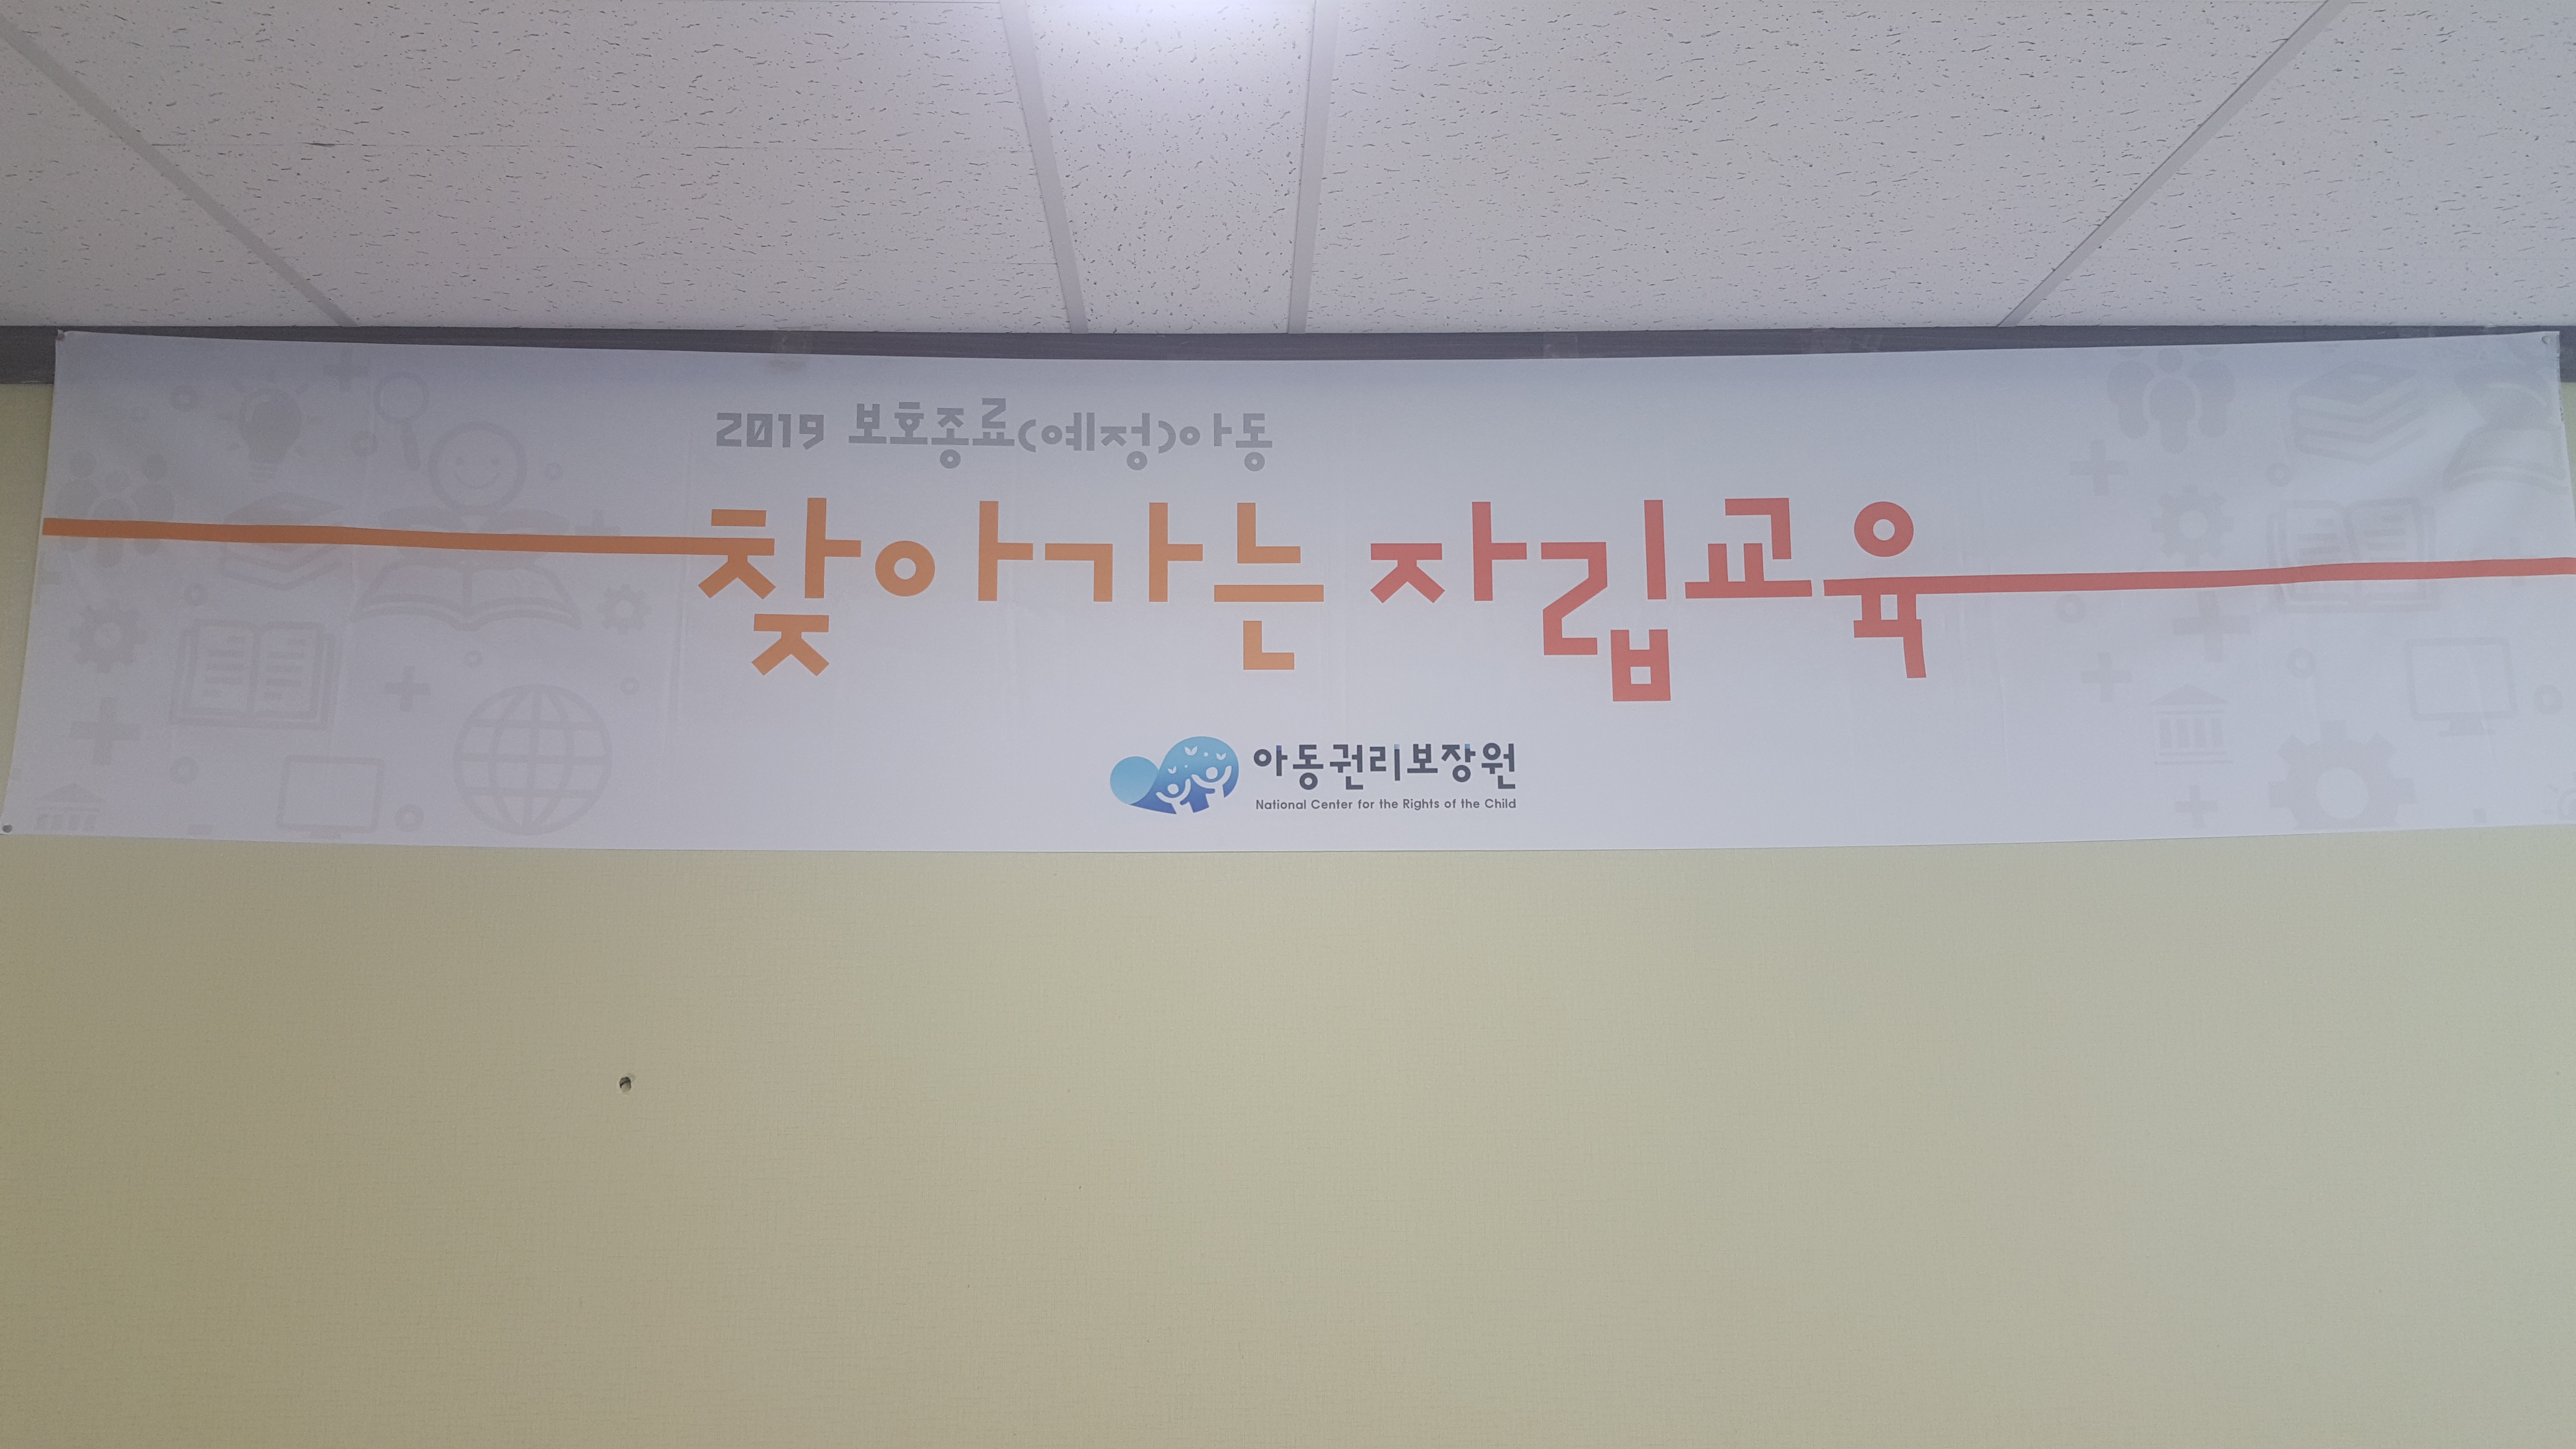 2019 보호종료(예정)아동
찾아가는 자립교육
아동권리보장원
National Center for the Rights of the Child